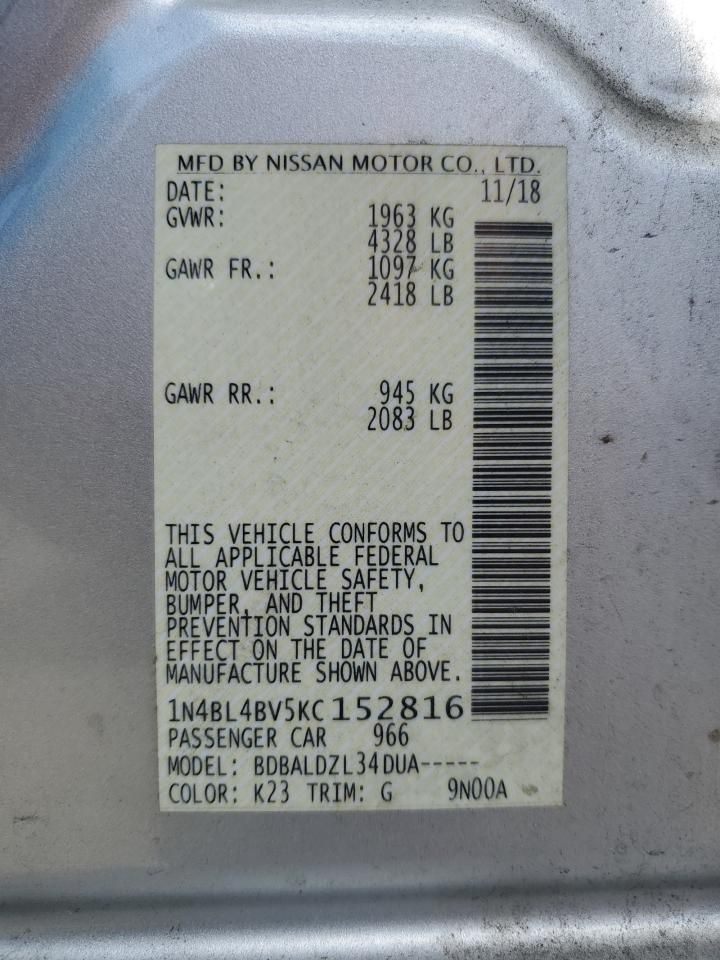 MFD BY NISSAN MOTOR CO., LTD.
DATE: 11/18
GVWR: 1963 KG
4328 LB
GAWR FR.: 1097 KG
2418 LB
GAWR RR.: 945 KG
2083 LB
THIS VEHICLE CONFORMS TO
ALL APPLICABLE FEDERAL
MOTOR VEHICLE SAFETY,
BUMPER, AND THEFT
PREVENTION STANDARDS IN
EFFECT ON THE DATE OF
MANUFACTURE SHOWN ABOVE.
1N4BL4BV5KC152816
PASSENGER CAR 966
MODEL: BDBALDZL34DUA-----
COLOR: K23 TRIM: G 9N00A